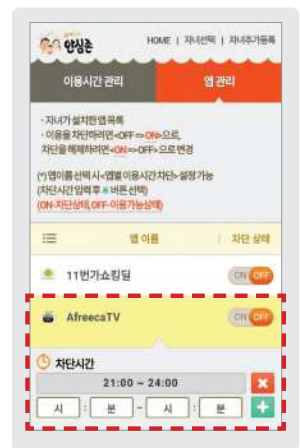 안심존 HOME | 자녀선택 | 자녀추가등록
이용시간 관리 앱 관리
· 자녀가 설치한 앱 목록
· 이용을 차단하려면 <OFF=>ON>으로,
차단을 해제하려면 <ON=>OFF> 으로 변경
(*) 앱이름 선택 시 <앱별 이용시간 차단> 설정 가능
(차단시간 입력 후 버튼 선택)
(ON-차단상태, OFF-이용가능상태)
앱 이름 | 차단 상태
11번가쇼킹딜 ON OFF
AfreecaTV ON OFF
차단시간
21:00 ~ 24:00
시 : 분 ~ 시 : 분